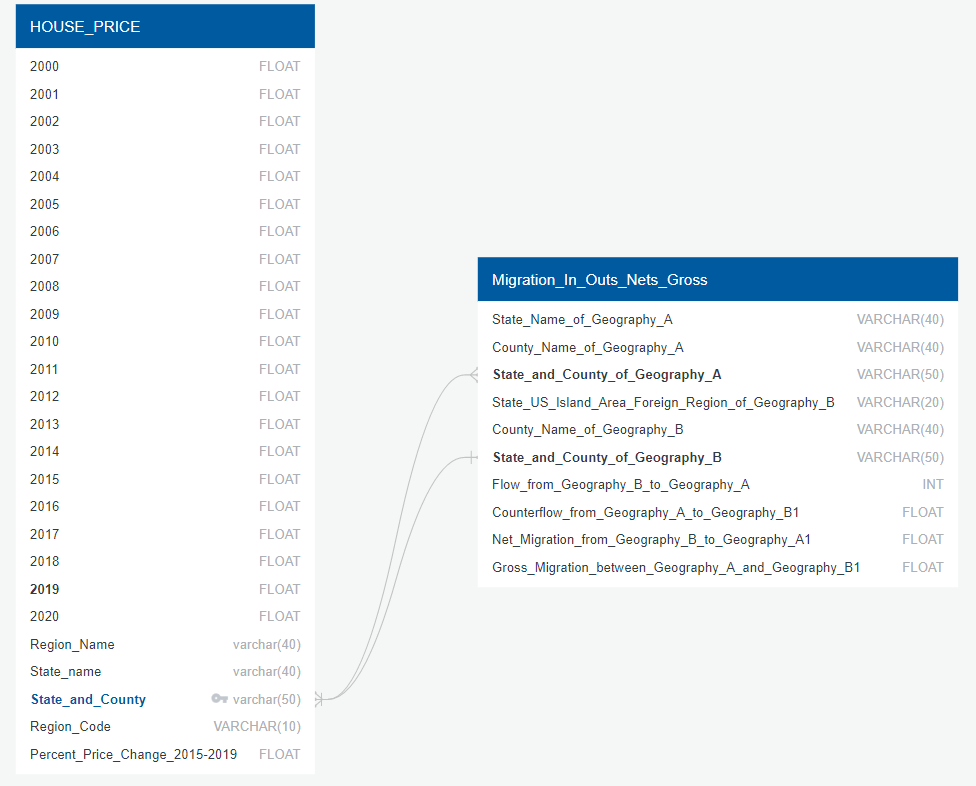 HOUSE_PRICE
2000 FLOAT
2001 FLOAT
2002 FLOAT
2003 FLOAT
2004 FLOAT
2005 FLOAT
2006 FLOAT
2007 FLOAT
2008 FLOAT
2009 FLOAT
2010 FLOAT
2011 FLOAT
2012 FLOAT
2013 FLOAT
2014 FLOAT
2015 FLOAT
2016 FLOAT
2017 FLOAT
2018 FLOAT
2019 FLOAT
2020 FLOAT
Region_Name varchar(40)
State_name varchar(40)
State_and_County varchar(50)
Region_Code VARCHAR(10)
Percent_Price_Change_2015-2019 FLOAT
Migration_In_Outs_Nets_Gross
State_Name_of_Geography_A VARCHAR(40)
County_Name_of_Geography_A VARCHAR(40)
State_and_County_of_Geography_A VARCHAR(50)
State_US_Island_Area_Foreign_Region_of_Geography_B VARCHAR(20)
County_Name_of_Geography_B VARCHAR(40)
State_and_County_of_Geography_B VARCHAR(50)
Flow_from_Geography_B_to_Geography_A INT
Counterflow_from_Geography_A_to_Geography_B1 FLOAT
Net_Migration_from_Geography_B_to_Geography_A1 FLOAT
Gross_Migration_between_Geography_A_and_Geography_B1 FLOAT